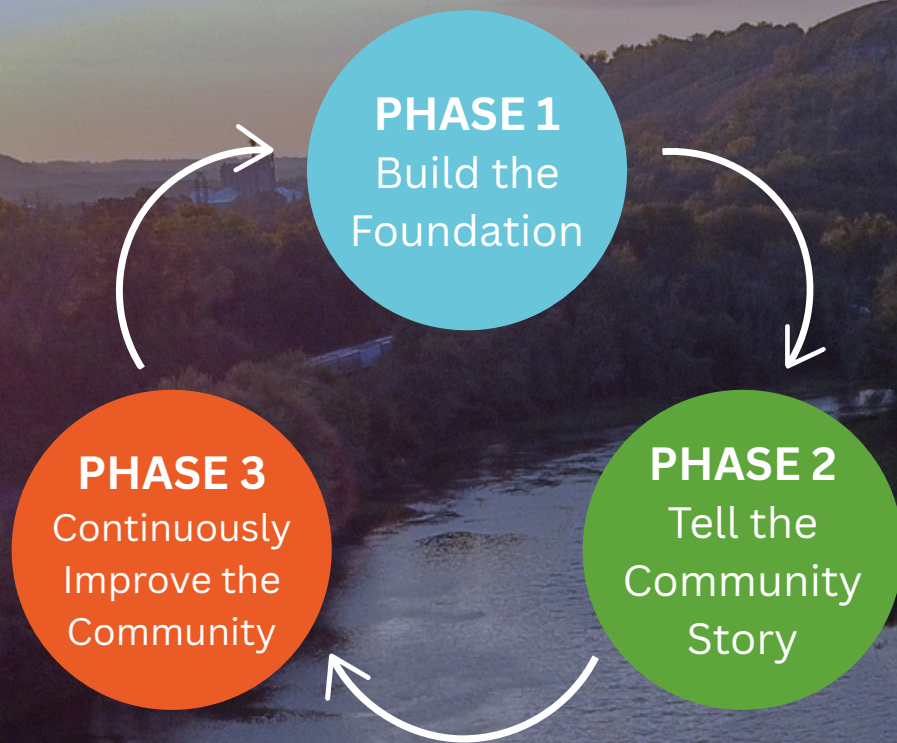 PHASE 1
Build the
Foundation
PHASE 2
Tell the
Community
Story
PHASE 3
Continuously
Improve the
Community